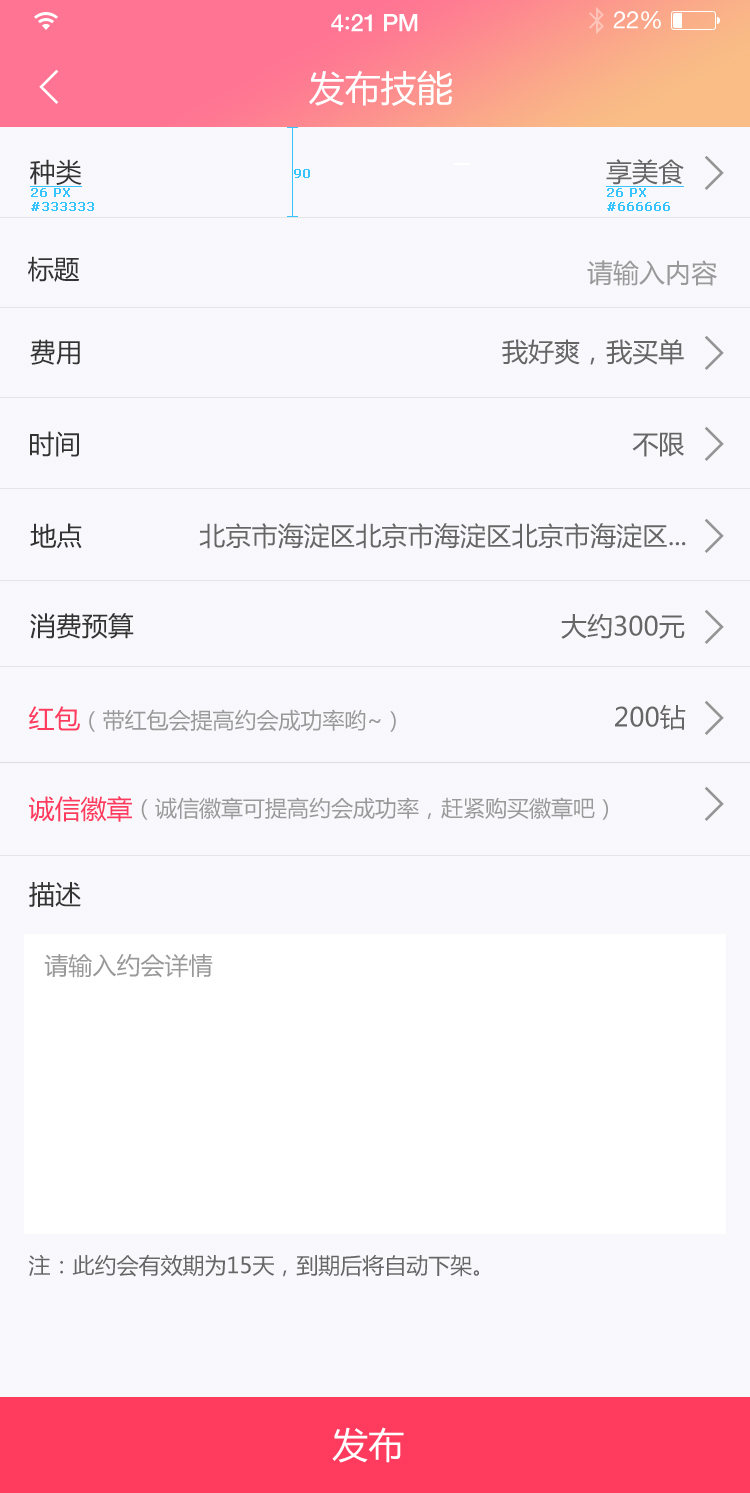 4:21 PM 22%
发布技能
种类 享美食
90
26 PX 26 PX
#333333 #666666
标题 请输入内容
费用 我好爽，我买单
时间 不限
地点 北京市海淀区北京市海淀区北京市海淀区...
消费预算 大约300元
红包（带红包会提高约会成功率哟~） 200钻
诚信徽章（诚信徽章可提高约会成功率，赶紧购买徽章吧）
描述
请输入约会详情
注：此约会有效期为15天，到期后将自动下架。
发布